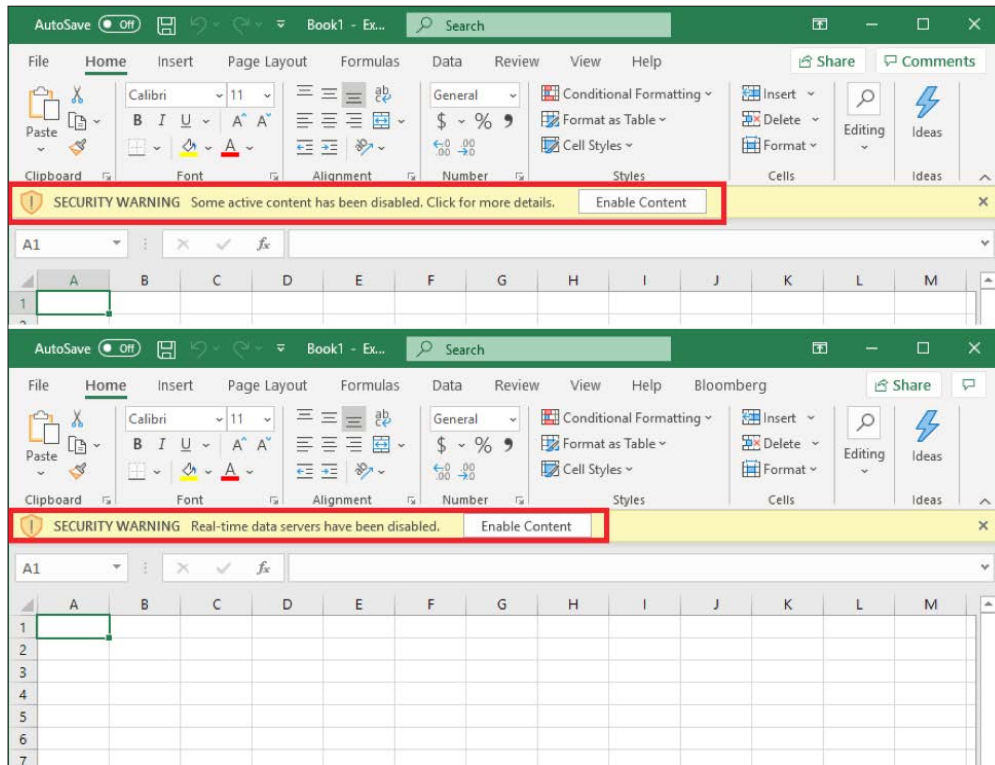 AutoSave Off Book1 - Ex... Search
File Home Insert Page Layout Formulas Data Review View Help Share Comments
Calibri 11 ab General Conditional Formatting Insert
Paste B I U A A $ % 9 Format as Table Delete Editing Ideas
A Cell Styles Format
Clipboard Font Alignment Number Styles Cells Ideas
SECURITY WARNING Some active content has been disabled. Click for more details. Enable Content
A1 fx
A B C D E F G H I J K L M
1
AutoSave Off Book1 - Ex... Search
File Home Insert Page Layout Formulas Data Review View Help Bloomberg Share
Calibri 11 ab General Conditional Formatting Insert
Paste B I U A A $ % 9 Format as Table Delete Editing Ideas
A Cell Styles Format
Clipboard Font Alignment Number Styles Cells Ideas
SECURITY WARNING Real-time data servers have been disabled. Enable Content
A1 fx
A B C D E F G H I J K L M
1
2
3
4
5
6
7